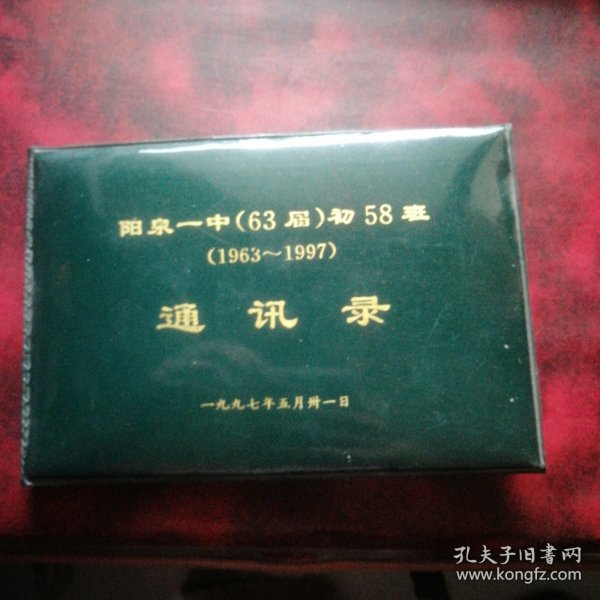 阳泉一中(63届)初58班
(1963～1997)
通讯录
一九九七年五月卅一日
孔夫子旧書网
www.kongfz.com